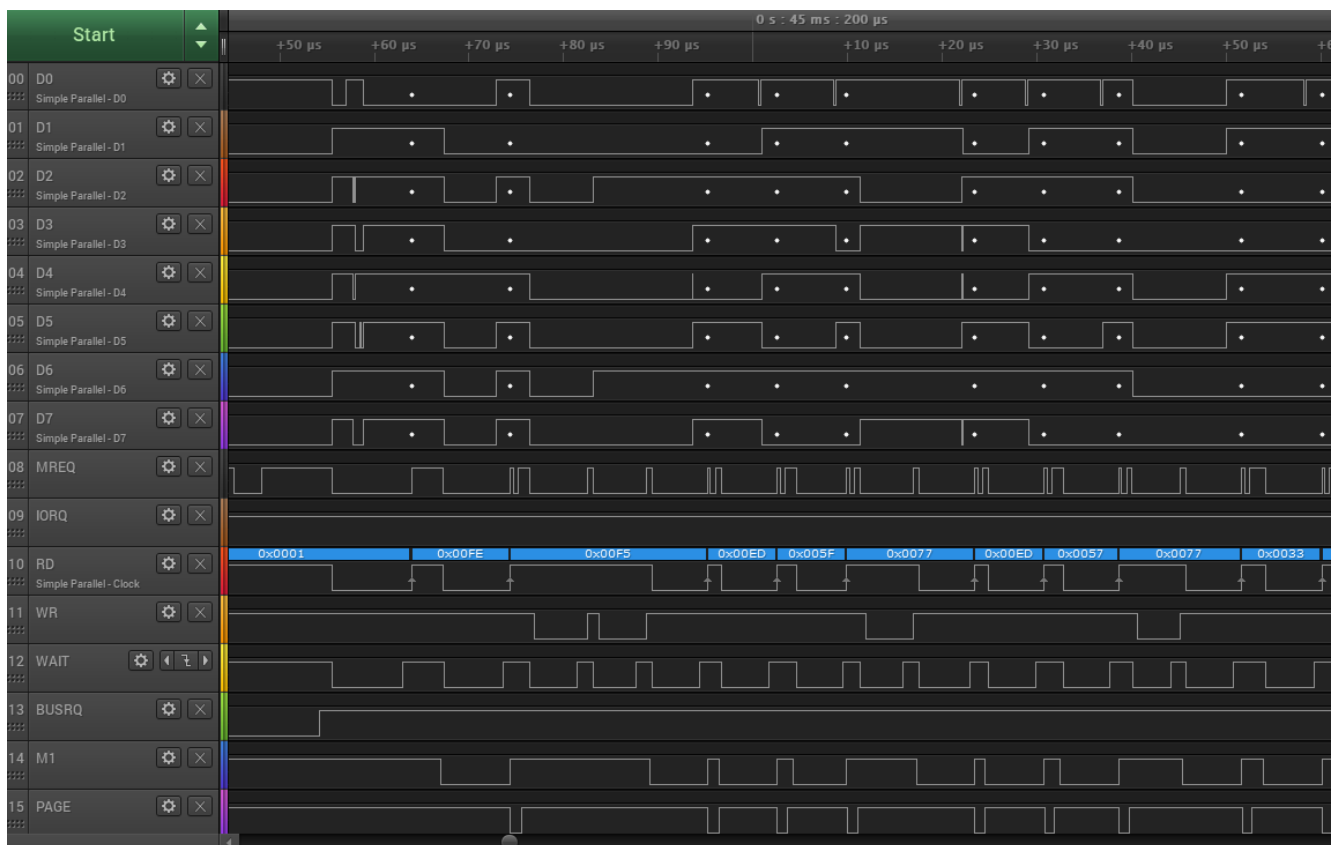 Start
0 s : 45 ms : 200 µs
+50 µs +60 µs +70 µs +80 µs +90 µs +10 µs +20 µs +30 µs +40 µs +50 µs
00 D0
Simple Parallel - D0
01 D1
Simple Parallel - D1
02 D2
Simple Parallel - D2
03 D3
Simple Parallel - D3
04 D4
Simple Parallel - D4
05 D5
Simple Parallel - D5
06 D6
Simple Parallel - D6
07 D7
Simple Parallel - D7
08 MREQ
09 IORQ
0x0001 0x00FE 0x00F5 0x00ED 0x005F 0x0077 0x00ED 0x0057 0x0077 0x0033
10 RD
Simple Parallel - Clock
11 WR
12 WAIT
13 BUSRQ
14 M1
15 PAGE